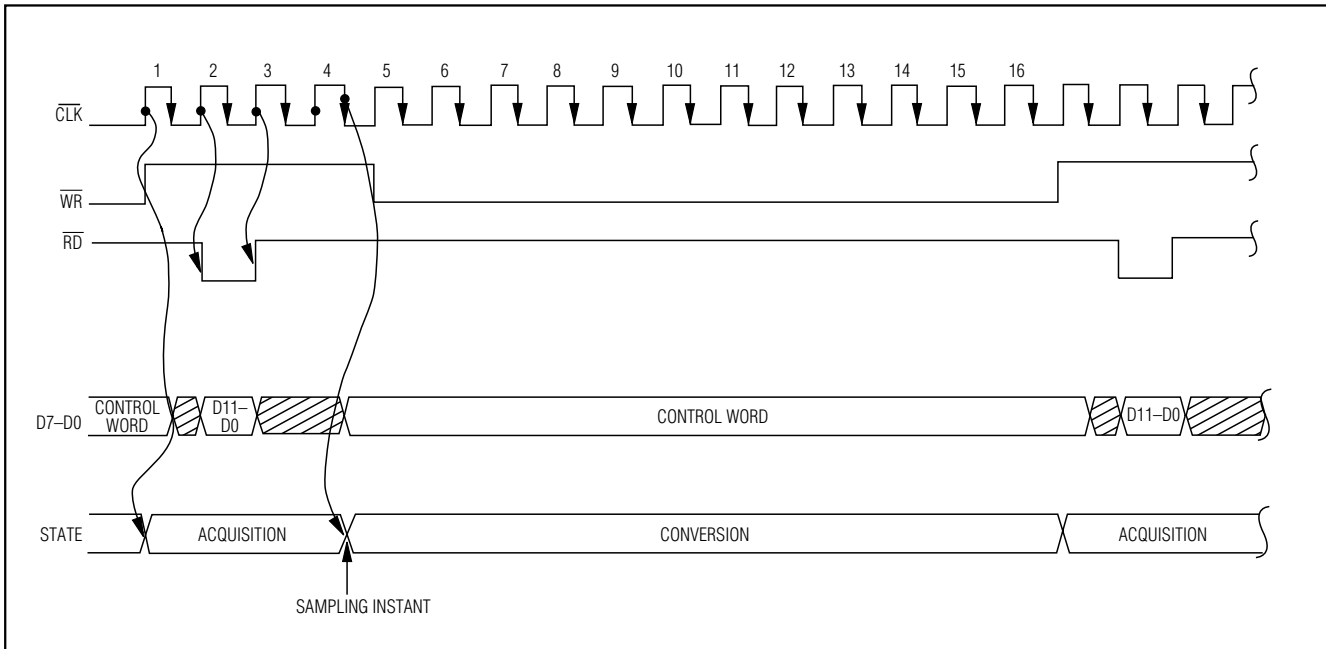 1 2 3 4 5 6 7 8 9 10 11 12 13 14 15 16
CLK
WR
RD
D7–D0
CONTROL
WORD
D11–
D0
CONTROL WORD
D11–D0
STATE
ACQUISITION
CONVERSION
ACQUISITION
SAMPLING INSTANT